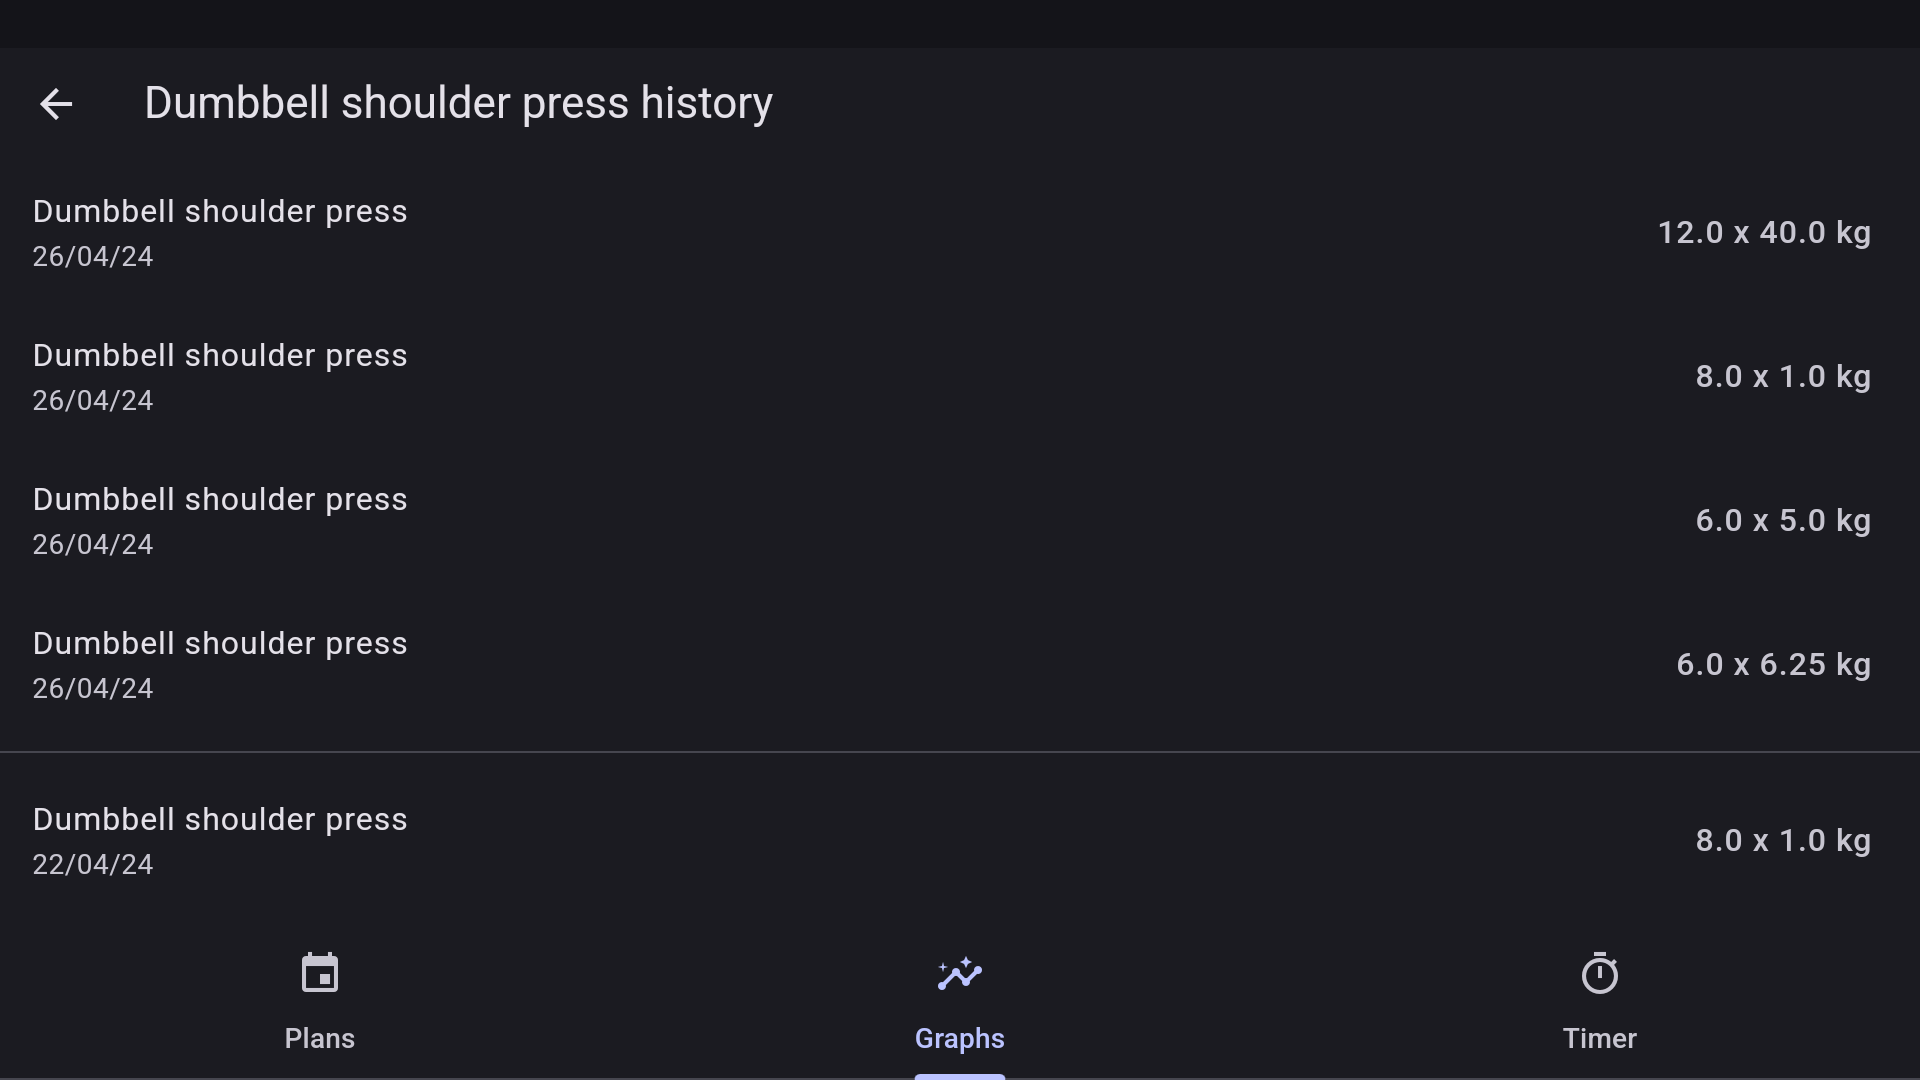 Dumbbell shoulder press history
Dumbbell shoulder press
26/04/24
12.0 x 40.0 kg
Dumbbell shoulder press
26/04/24
8.0 x 1.0 kg
Dumbbell shoulder press
26/04/24
6.0 x 5.0 kg
Dumbbell shoulder press
26/04/24
6.0 x 6.25 kg
Dumbbell shoulder press
22/04/24
8.0 x 1.0 kg
Plans
Graphs
Timer